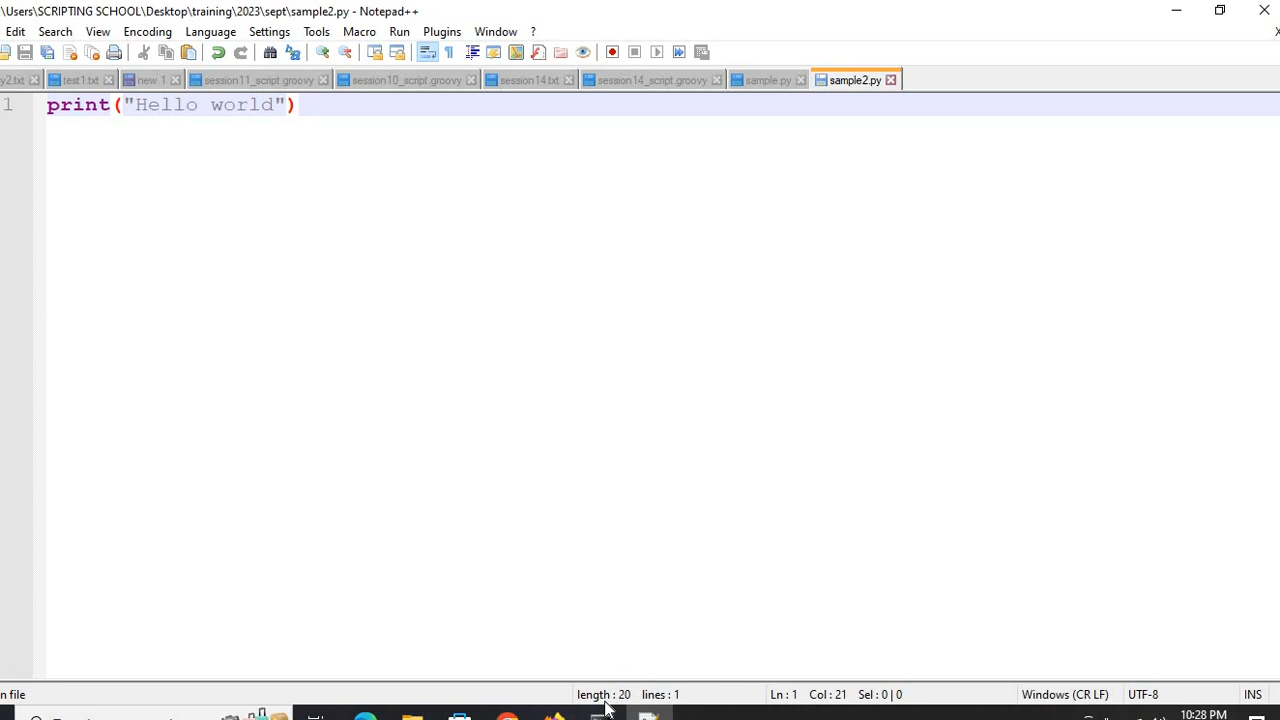 \Users\SCRIPTING SCHOOL\Desktop\training\2023\sept\sample2.py - Notepad++
Edit Search View Encoding Language Settings Tools Macro Run Plugins Window ?
y2.txt test1.txt new 1 session11_script.groovy session10_script.groovy session14.txt session14_script.groovy sample.py sample2.py
1 print("Hello world")
n file length : 20 lines : 1 Ln : 1 Col : 21 Sel : 0 | 0 Windows (CR LF) UTF-8 INS
10:28 PM